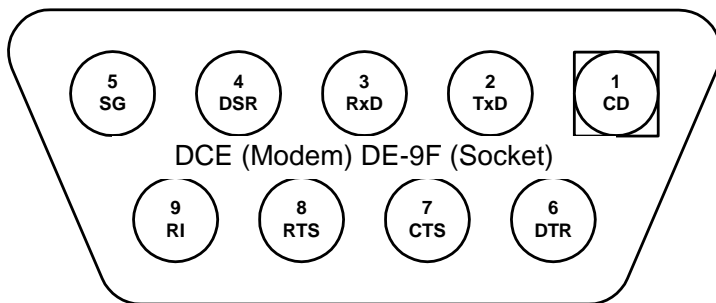 5 4 3 2 1
SG DSR RxD TxD CD
DCE (Modem) DE-9F (Socket)
9 8 7 6
RI RTS CTS DTR